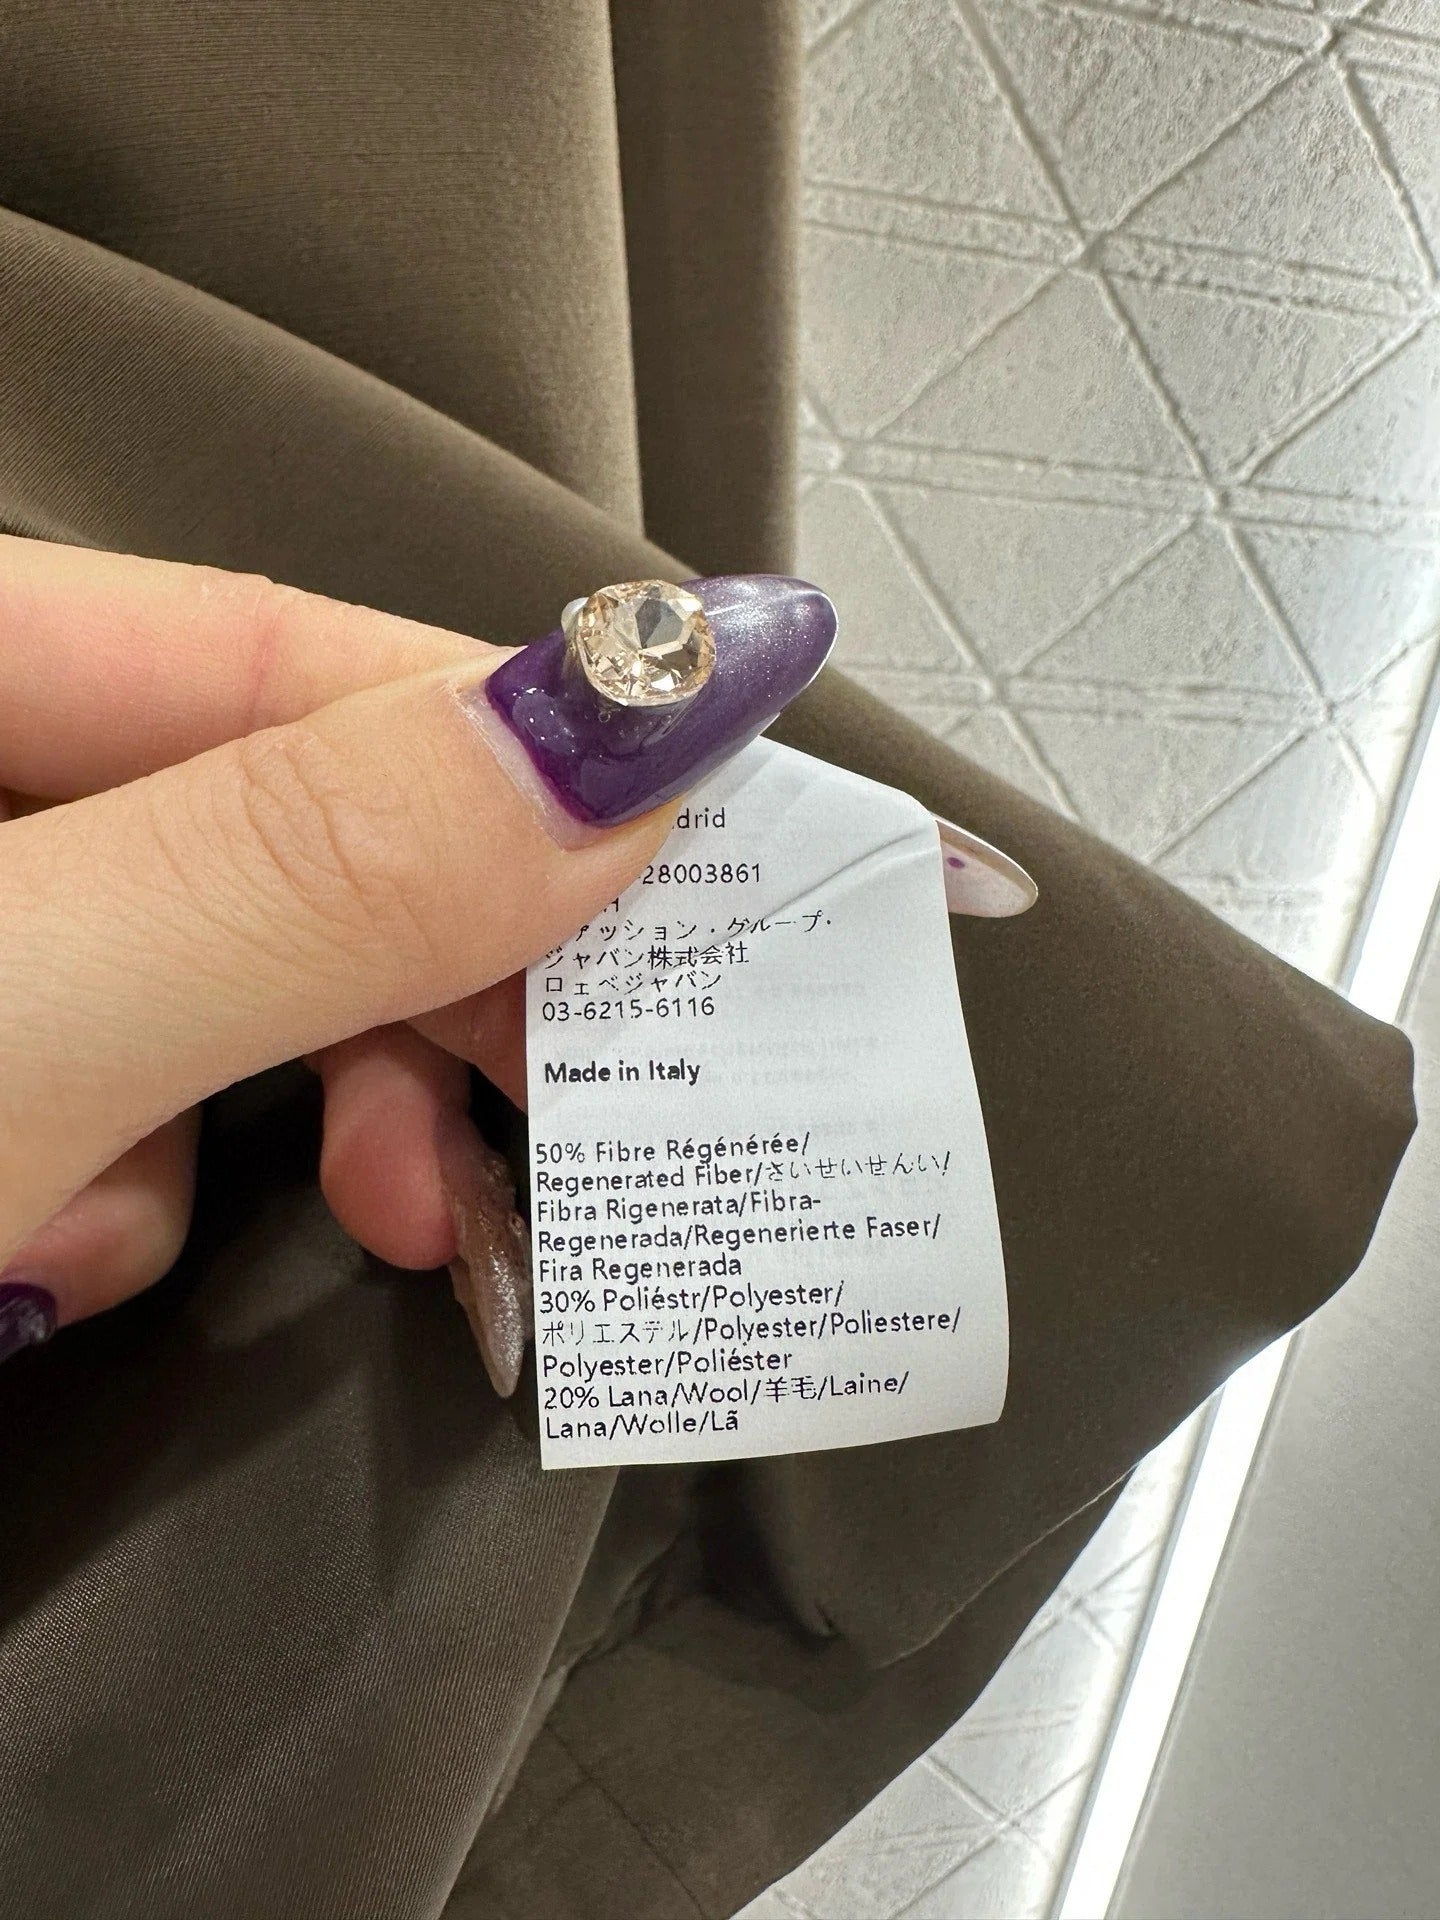 drid
28003861
ァッション・グループ・
ジャバン株式会社
ロェベジャバン
03-6215-6116
Made in Italy
50% Fibre Régénérée/
Regenerated Fiber/さいせいせんい/
Fibra Rigenerata/Fibra-
Regenerada/Regenerierte Faser/
Fira Regenerada
30% Poliéstr/Polyester/
ポリエステル/Polyester/Poliestere/
Polyester/Poliéster
20% Lana/Wool/羊毛/Laine/
Lana/Wolle/Lã